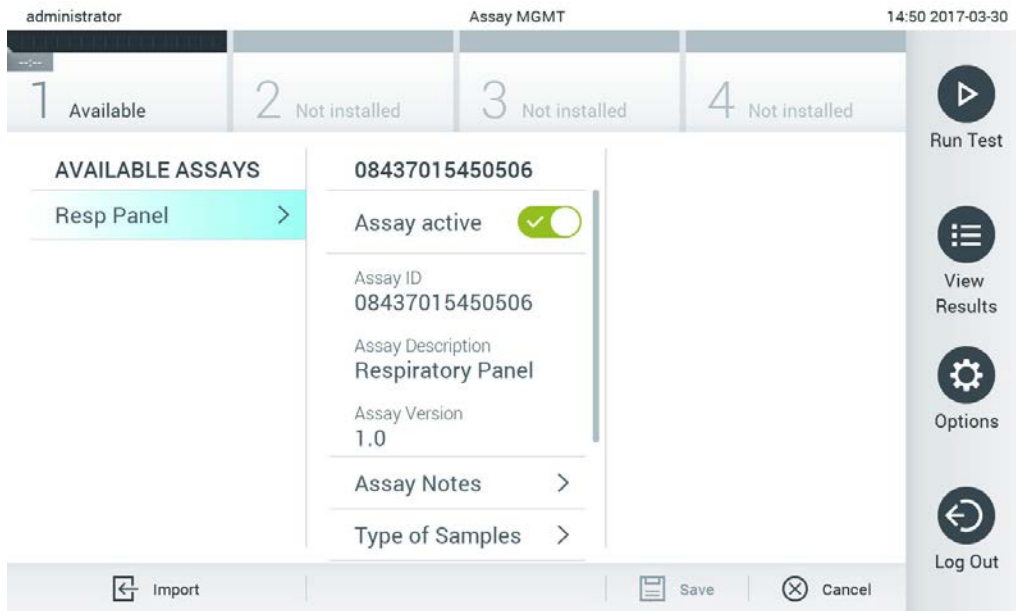 administrator
Assay MGMT
14:50 2017-03-30
--:--
1 Available
2 Not installed
3 Not installed
4 Not installed
AVAILABLE ASSAYS
Resp Panel
08437015450506
Assay active
Assay ID
08437015450506
Assay Description
Respiratory Panel
Assay Version
1.0
Assay Notes
Type of Samples
Run Test
View
Results
Options
Log Out
Import
Save
Cancel